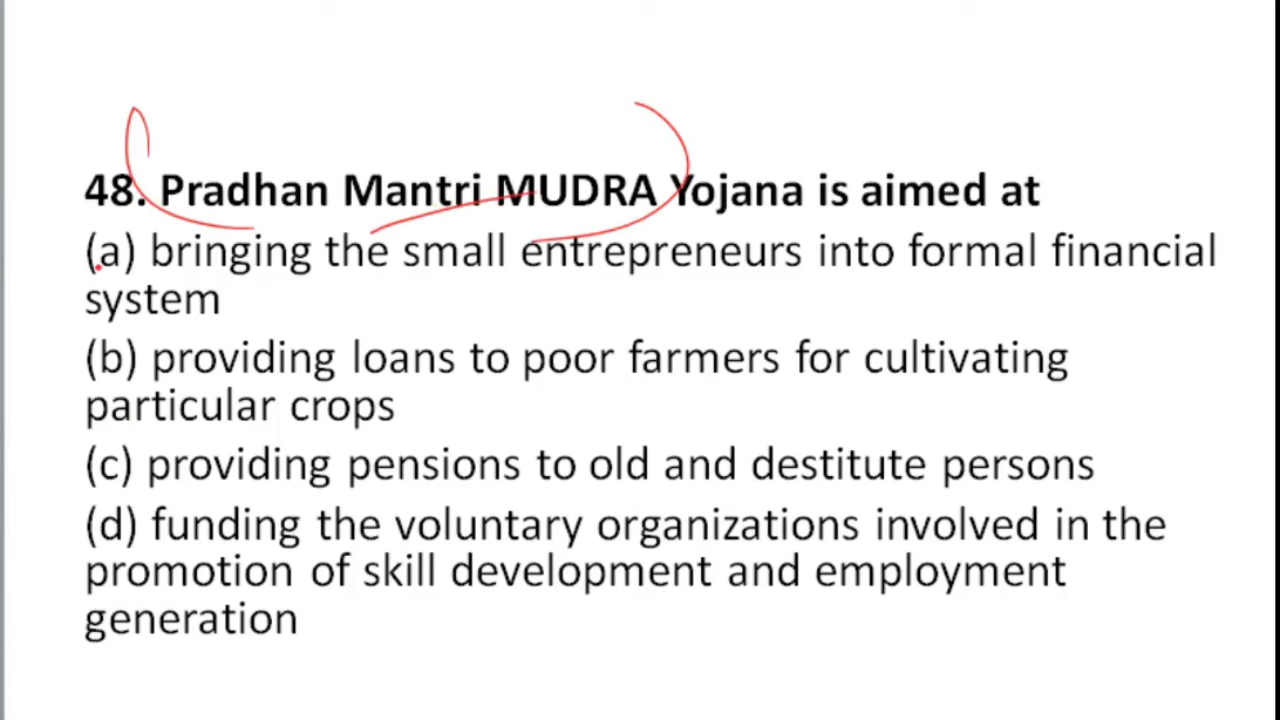 48. Pradhan Mantri MUDRA Yojana is aimed at
(a) bringing the small entrepreneurs into formal financial
system
(b) providing loans to poor farmers for cultivating
particular crops
(c) providing pensions to old and destitute persons
(d) funding the voluntary organizations involved in the
promotion of skill development and employment
generation